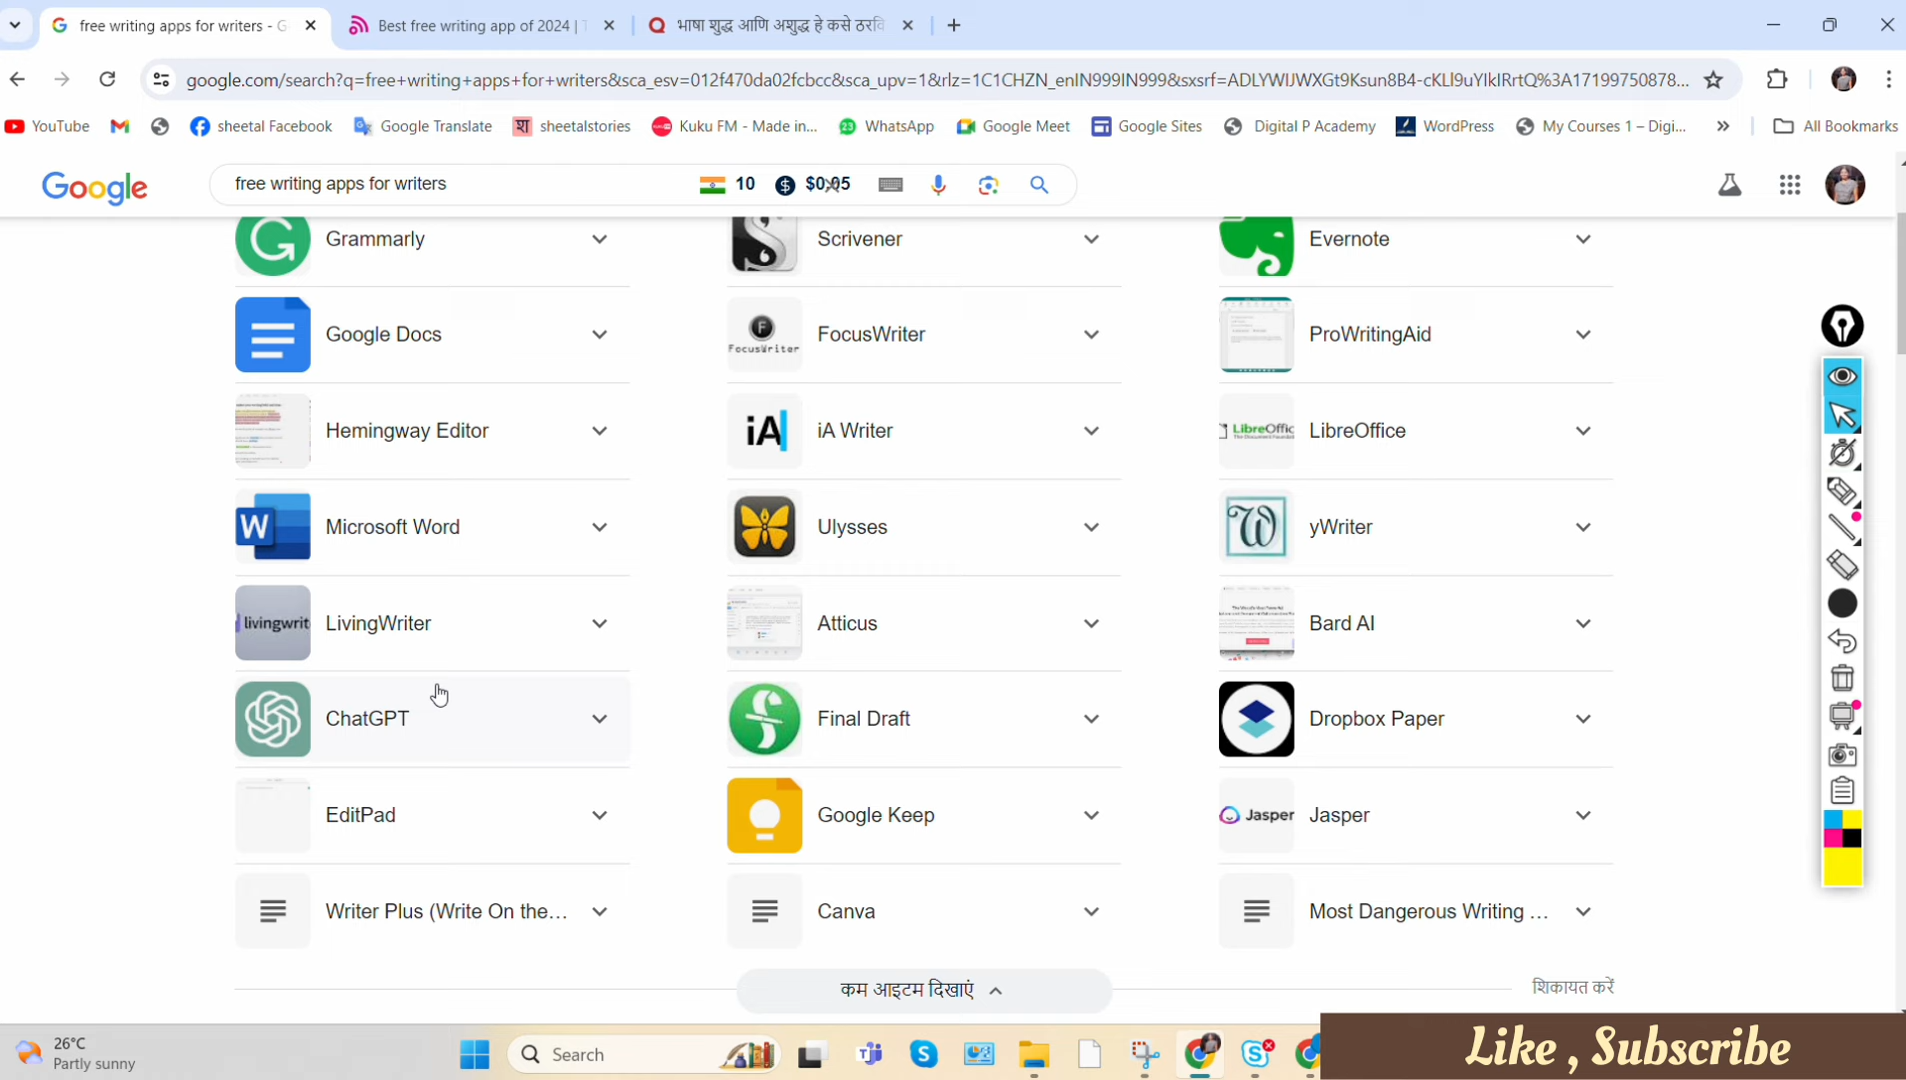 free writing apps for writers - G
Best free writing app of 2024 | T
भाषा शुद्ध आणि अशुद्ध हे कसे ठरवि
google.com/search?q=free+writing+apps+for+writers&sca_esv=012f470da02fcbcc&sca_upv=1&rlz=1C1CHZN_enIN999IN999&sxsrf=ADLYWIJWXGt9Ksun8B4-cKLl9uYIkIRrtQ%3A17199750878...
YouTube
sheetal Facebook
Google Translate
शा sheetalstories
Kuku FM - Made in...
23 WhatsApp
Google Meet
Google Sites
Digital P Academy
WordPress
My Courses 1 – Digi...
All Bookmarks
Google
free writing apps for writers
10
$0.05
Grammarly
Scrivener
Evernote
Google Docs
FocusWriter
FocusWriter
ProWritingAid
Hemingway Editor
iA
iA Writer
LibreOffic
LibreOffice
W
Microsoft Word
Ulysses
W
yWriter
livingwrit
LivingWriter
Atticus
Bard AI
ChatGPT
Final Draft
Dropbox Paper
EditPad
Google Keep
Jasper
Jasper
Writer Plus (Write On the...
Canva
Most Dangerous Writing ...
कम आइटम दिखाएं
शिकायत करें
26°C
Partly sunny
Search
Like , Subscribe